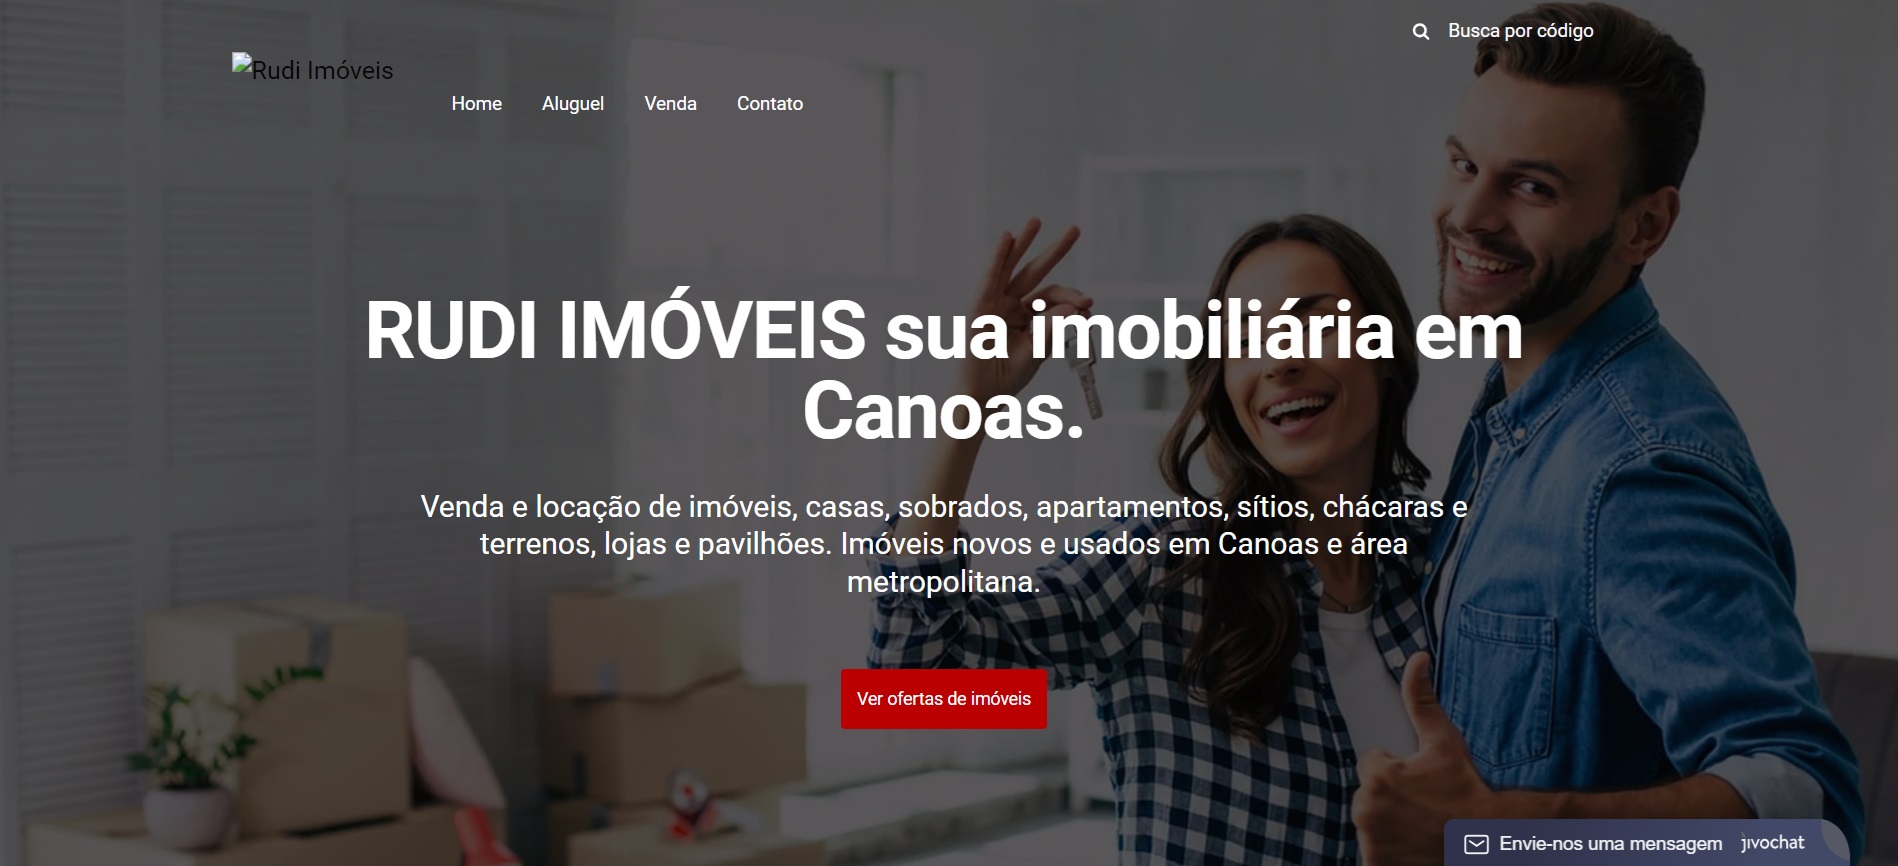 Busca por código
Rudi Imóveis
Home Aluguel Venda Contato
RUDI IMÓVEIS sua imobiliária em
Canoas.
Venda e locação de imóveis, casas, sobrados, apartamentos, sítios, chácaras e
terrenos, lojas e pavilhões. Imóveis novos e usados em Canoas e área
metropolitana.
Ver ofertas de imóveis
Envie-nos uma mensagem jivochat